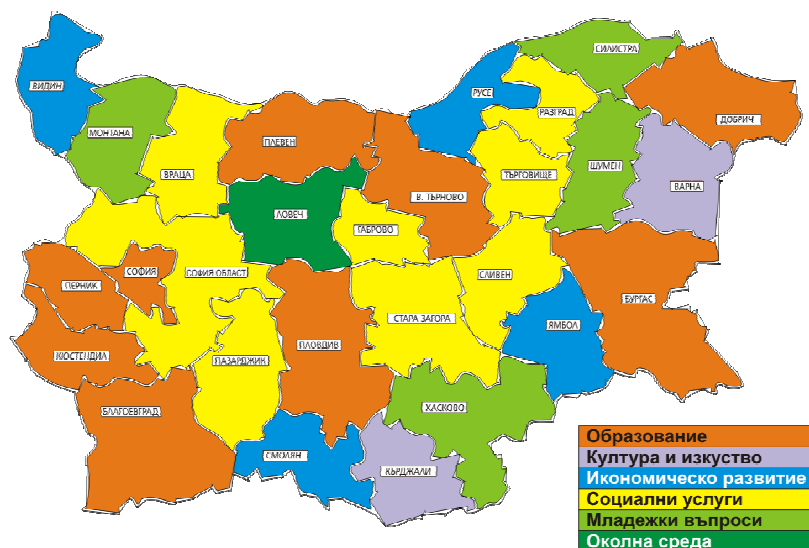 СИЛИСТРА
ВИДИН
РУСЕ
РАЗГРАД
ДОБРИЧ
МОНТАНА
ПЛЕВЕН
ВРАЦА
ТЪРГОВИЩЕ
ШУМЕН
ВАРНА
В. ТЪРНОВО
ЛОВЕЧ
ГАБРОВО
СОФИЯ
СОФИЯ ОБЛАСТ
СЛИВЕН
ПЕРНИК
БУРГАС
СТАРА ЗАГОРА
ЯМБОЛ
ПЛОВДИВ
КЮСТЕНДИЛ
ПАЗАРДЖИК
БЛАГОЕВГРАД
ХАСКОВО
СМОЛЯН
КЪРДЖАЛИ
Образование
Култура и изкуство
Икономическо развитие
Социални услуги
Младежки въпроси
Околна среда